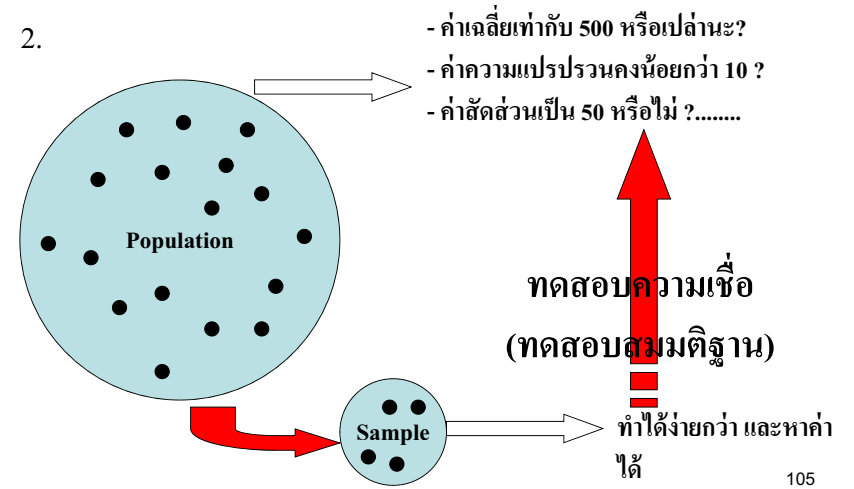 2.
- ค่าเฉลี่ยเท่ากับ 500 หรือเปล่านะ?
- ค่าความแปรปรวนคงน้อยกว่า 10 ?
- ค่าสัดส่วนเป็น 50 หรือไม่ ?........
Population
ทดสอบความเชื่อ
(ทดสอบสมมติฐาน)
Sample
ทำได้ง่ายกว่า และหาค่า
ได้
105